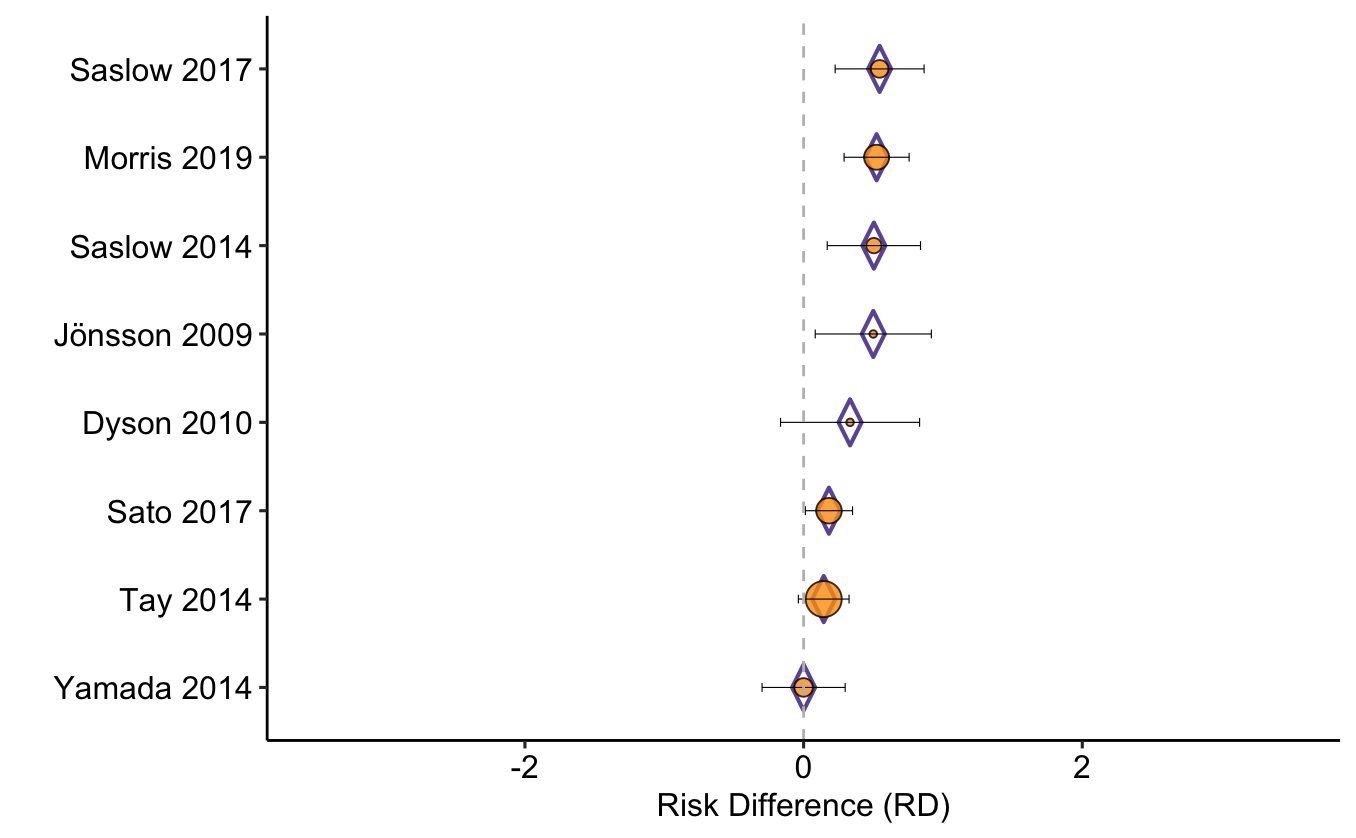 Saslow 2017
Morris 2019
Saslow 2014
Jönsson 2009
Dyson 2010
Sato 2017
Tay 2014
Yamada 2014
-2 0 2
Risk Difference (RD)